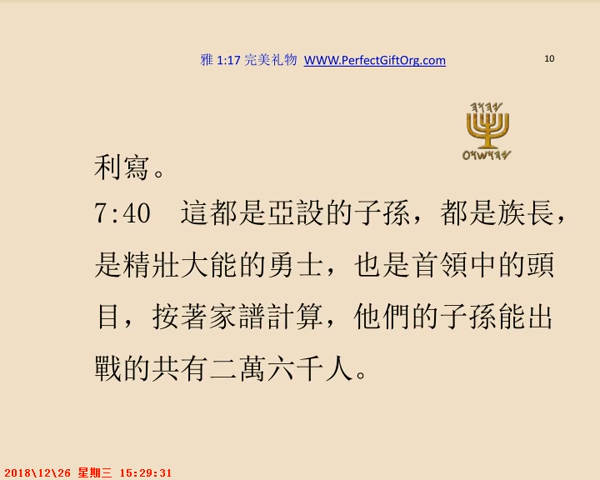 雅 1:17 完美礼物 WWW.PerfectGiftOrg.com 10
利寫。
7:40 這都是亞設的子孫，都是族長，
是精壯大能的勇士，也是首領中的頭
目，按著家譜計算，他們的子孫能出
戰的共有二萬六千人。
2018\12\26 星期三 15:29:31